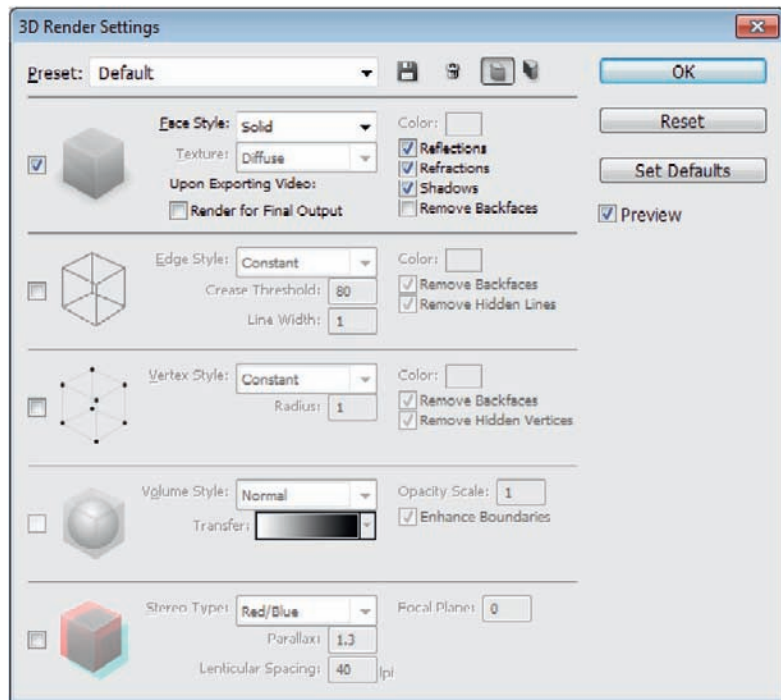 3D Render Settings
Preset: Default
OK
Reset
Set Defaults
Preview
Face Style: Solid
Color:
Texture: Diffuse
Reflections
Refractions
Upon Exporting Video:
Shadows
Render for Final Output
Remove Backfaces
Edge Style: Constant
Color:
Crease Threshold: 80
Remove Backfaces
Line Width: 1
Remove Hidden Lines
Vertex Style: Constant
Color:
Radius: 1
Remove Backfaces
Remove Hidden Vertices
Volume Style: Normal
Opacity Scale: 1
Transfer:
Enhance Boundaries
Stereo Type: Red/Blue
Focal Plane: 0
Parallax: 1.3
Lenticular Spacing: 40 lpi